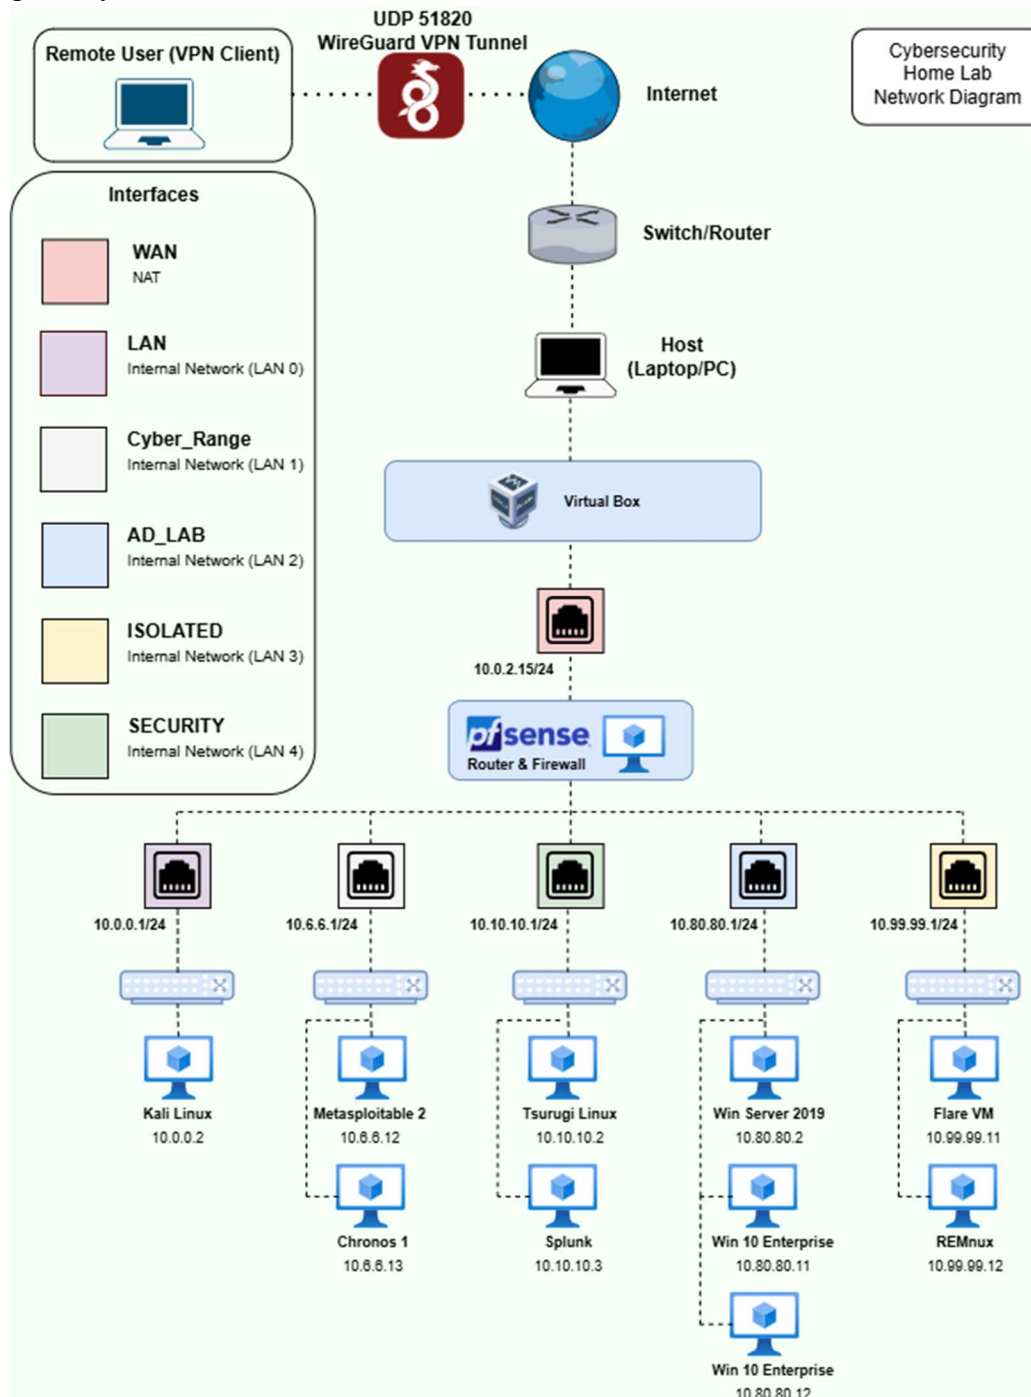 UDP 51820
WireGuard VPN Tunnel
Remote User (VPN Client)
Internet
Cybersecurity
Home Lab
Network Diagram
Interfaces
WAN
NAT
LAN
Internal Network (LAN 0)
Cyber_Range
Internal Network (LAN 1)
AD_LAB
Internal Network (LAN 2)
ISOLATED
Internal Network (LAN 3)
SECURITY
Internal Network (LAN 4)
Switch/Router
Host
(Laptop/PC)
Virtual Box
10.0.2.15/24
pfsense
Router & Firewall
10.0.0.1/24
10.6.6.1/24
10.10.10.1/24
10.80.80.1/24
10.99.99.1/24
Kali Linux
10.0.0.2
Metasploitable 2
10.6.6.12
Tsurugi Linux
10.10.10.2
Win Server 2019
10.80.80.2
Flare VM
10.99.99.11
Chronos 1
10.6.6.13
Splunk
10.10.10.3
Win 10 Enterprise
10.80.80.11
REMnux
10.99.99.12
Win 10 Enterprise
10.80.80.12